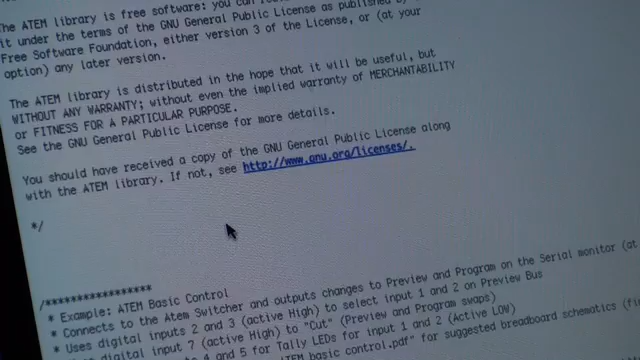 The ATEM library is free software: you can
it under the terms of the GNU General Public License as published by
Free Software Foundation, either version 3 of the License, or (at your
option) any later version.
The ATEM library is distributed in the hope that it will be useful, but
WITHOUT ANY WARRANTY; without even the implied warranty of MERCHANTABILITY
or FITNESS FOR A PARTICULAR PURPOSE.
See the GNU General Public License for more details.
You should have received a copy of the GNU General Public License along
with the ATEM library. If not, see http://www.gnu.org/licenses/.
*/
/*****************
* Example: ATEM Basic Control
* Connects to the Atem Switcher and outputs changes to Preview and Program on the Serial monitor (at
* Uses digital inputs 2 and 3 (active High) to select input 1 and 2 on Preview Bus
digital input 7 (active High) to "Cut" (Preview and Program swaps)
4 and 5 for Tally LEDs for input 1 and 2 (Active LOW)
ATEM basic control.pdf" for suggested breadboard schematics